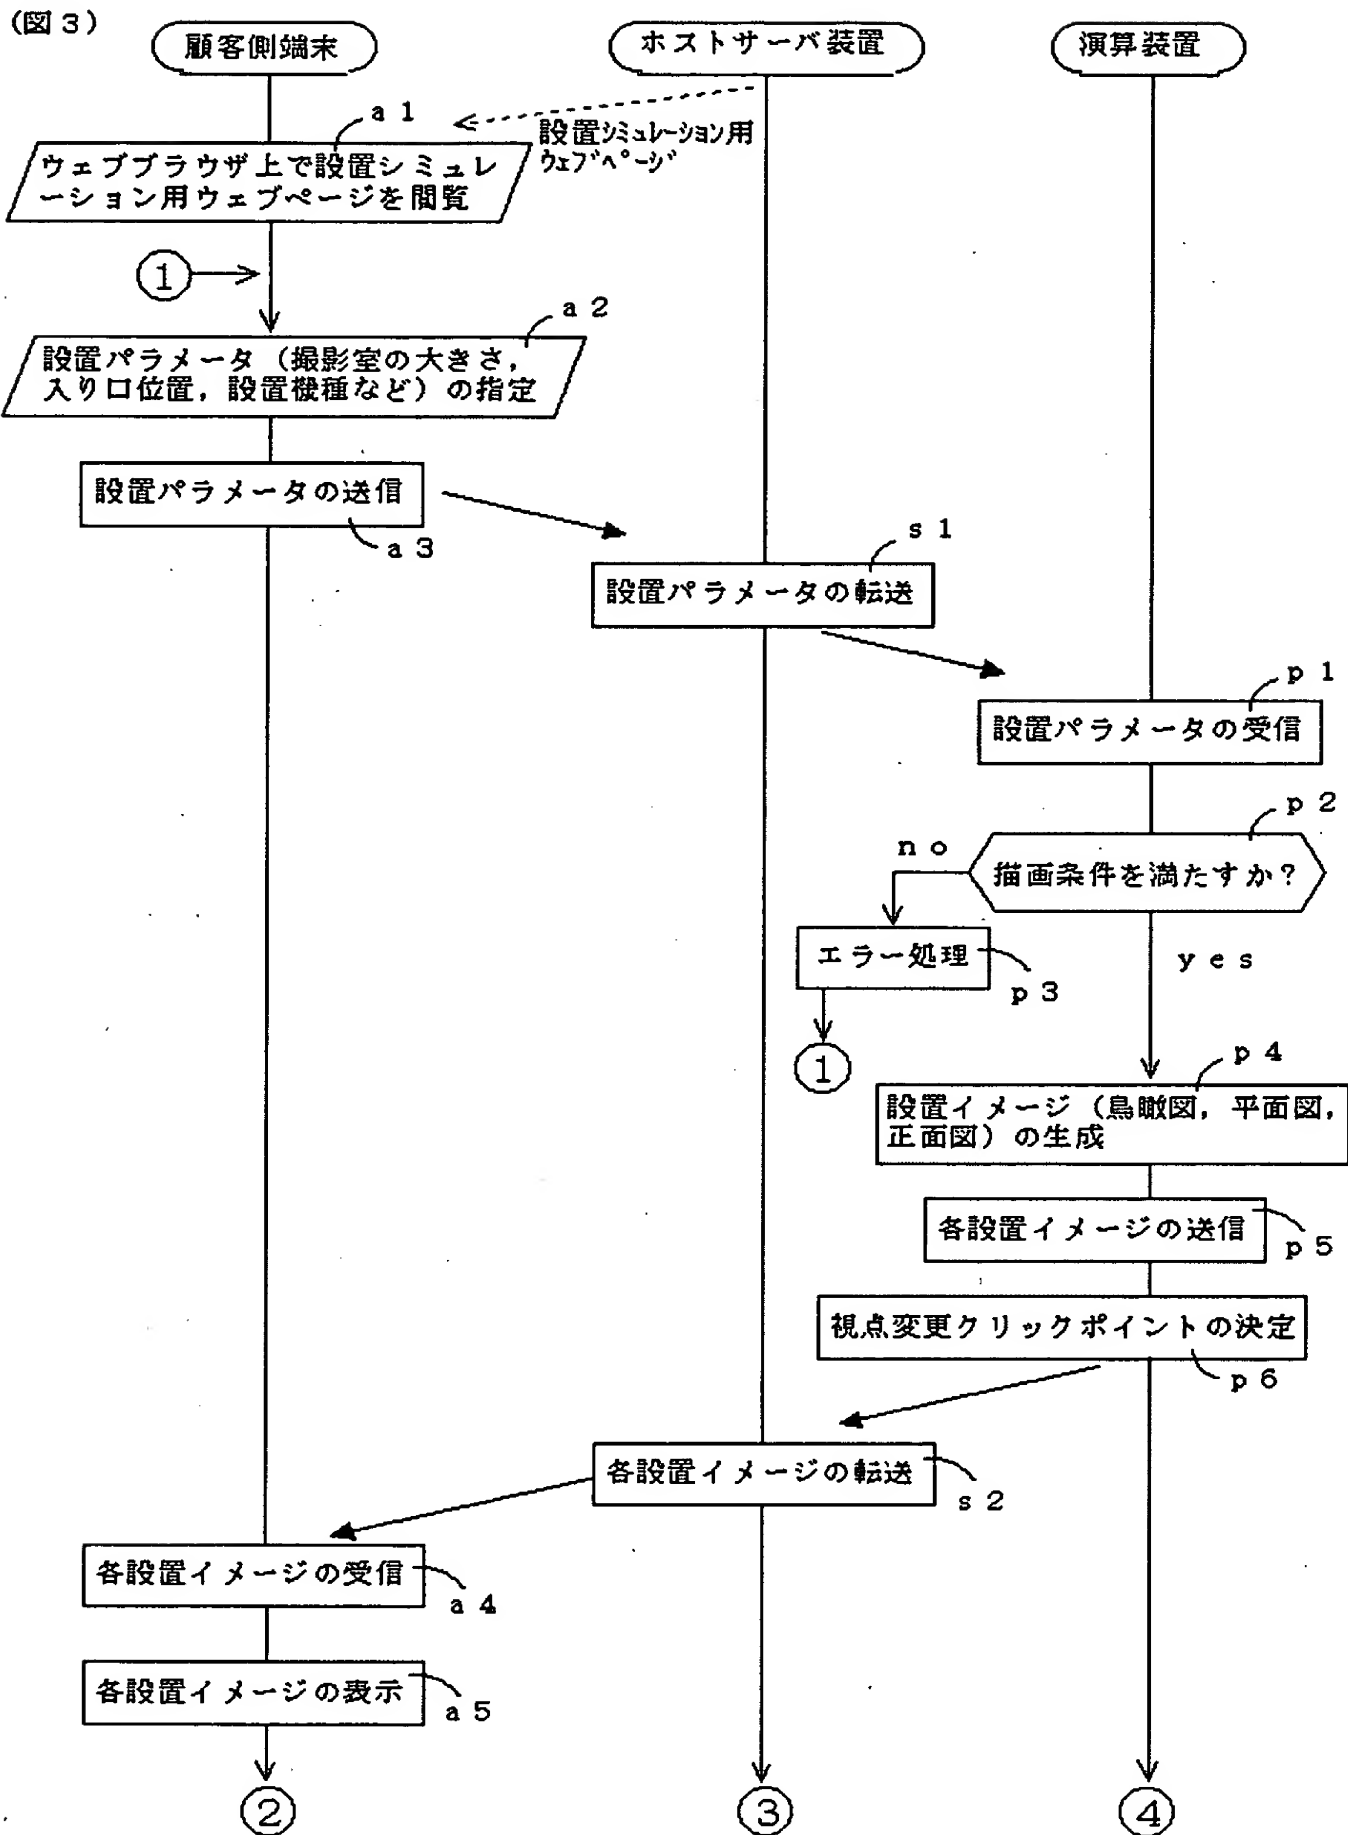 (図３)
顧客側端末
ホストサーバ装置
演算装置
a 1
設置シミュレーション用
ウェブページ
ウェブブラウザ上で設置シミュレ
ーション用ウェブページを閲覧
①
a 2
設置パラメータ（撮影室の大きさ，
入り口位置，設置機種など）の指定
設置パラメータの送信
a 3
s 1
設置パラメータの転送
p 1
設置パラメータの受信
p 2
no
描画条件を満たすか？
エラー処理
p 3
yes
①
p 4
設置イメージ（鳥瞰図，平面図，
正面図）の生成
各設置イメージの送信
p 5
視点変更クリックポイントの決定
p 6
各設置イメージの転送
s 2
各設置イメージの受信
a 4
各設置イメージの表示
a 5
②
③
④